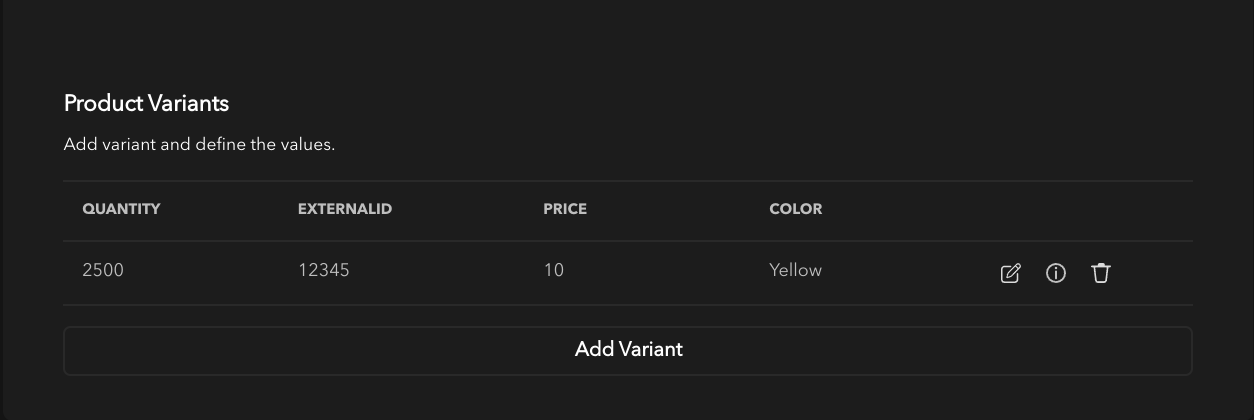 Product Variants
Add variant and define the values.
QUANTITY EXTERNALID PRICE COLOR
2500 12345 10 Yellow
Add Variant